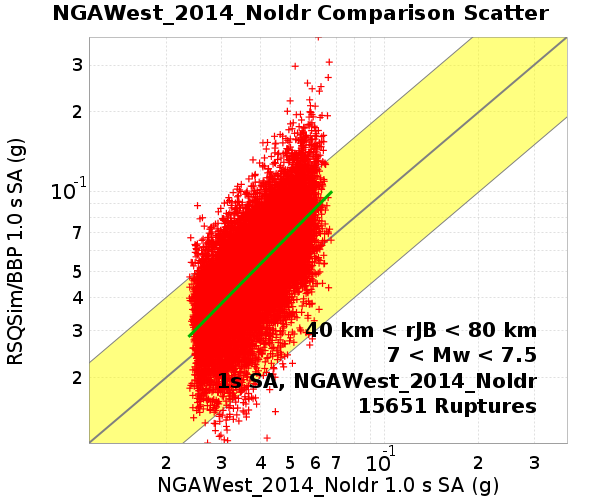 NGAWest_2014_NoIdr Comparison Scatter
RSQSim/BBP 1.0 s SA (g)
3
2
10-1
7
5
4
3
2
40 km < rJB < 80 km
7 < Mw < 7.5
1s SA, NGAWest_2014_NoIdr
15651 Ruptures
2 3 4 5 6 7 10-1 2 3
NGAWest_2014_NoIdr 1.0 s SA (g)